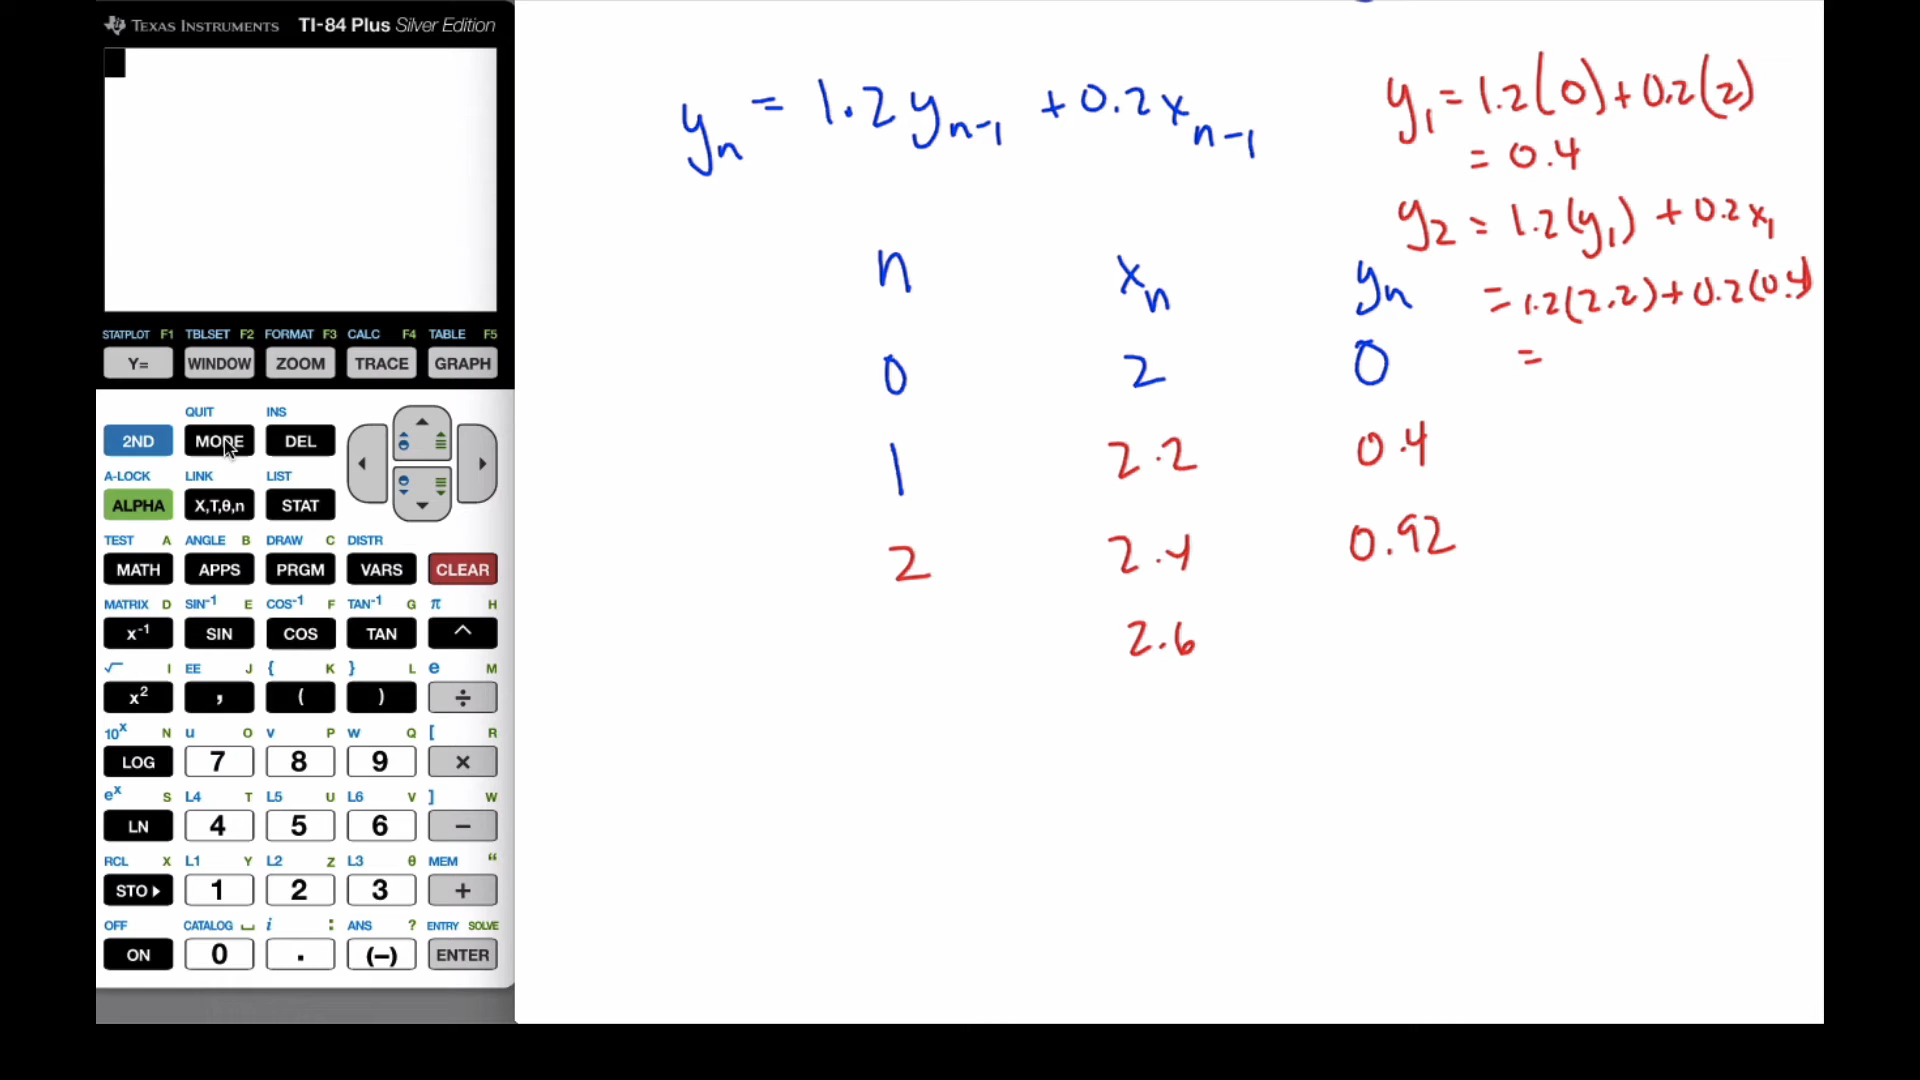 TEXAS INSTRUMENTS TI-84 Plus Silver Edition
STATPLOT F1 TBLSET F2 FORMAT F3 CALC F4 TABLE F5
Y= WINDOW ZOOM TRACE GRAPH
QUIT INS
2ND MODE DEL
A-LOCK LINK LIST
ALPHA X,T,θ,n STAT
TEST A ANGLE B DRAW C DISTR
MATH APPS PRGM VARS CLEAR
MATRIX D SIN⁻¹ E COS⁻¹ F TAN⁻¹ G π H
x⁻¹ SIN COS TAN ^
√ I EE J { K } L e M
x² , ( ) ÷
10ˣ N u O v P w Q [ R
LOG 7 8 9 ×
eˣ S L4 T L5 U L6 V ] W
LN 4 5 6 −
RCL X L1 Y L2 Z L3 θ MEM “
STO▸ 1 2 3 +
OFF CATALOG ⎵ i : ANS ? ENTRY SOLVE
ON 0 . (−) ENTER
yₙ = 1.2yₙ₋₁ + 0.2xₙ₋₁
y₁ = 1.2(0) + 0.2(2)
= 0.4
y₂ = 1.2(y₁) + 0.2x₁
= 1.2(2.2) + 0.2(0.4)
=
n xₙ yₙ
0 2 0
1 2.2 0.4
2 2.4 0.92
2.6